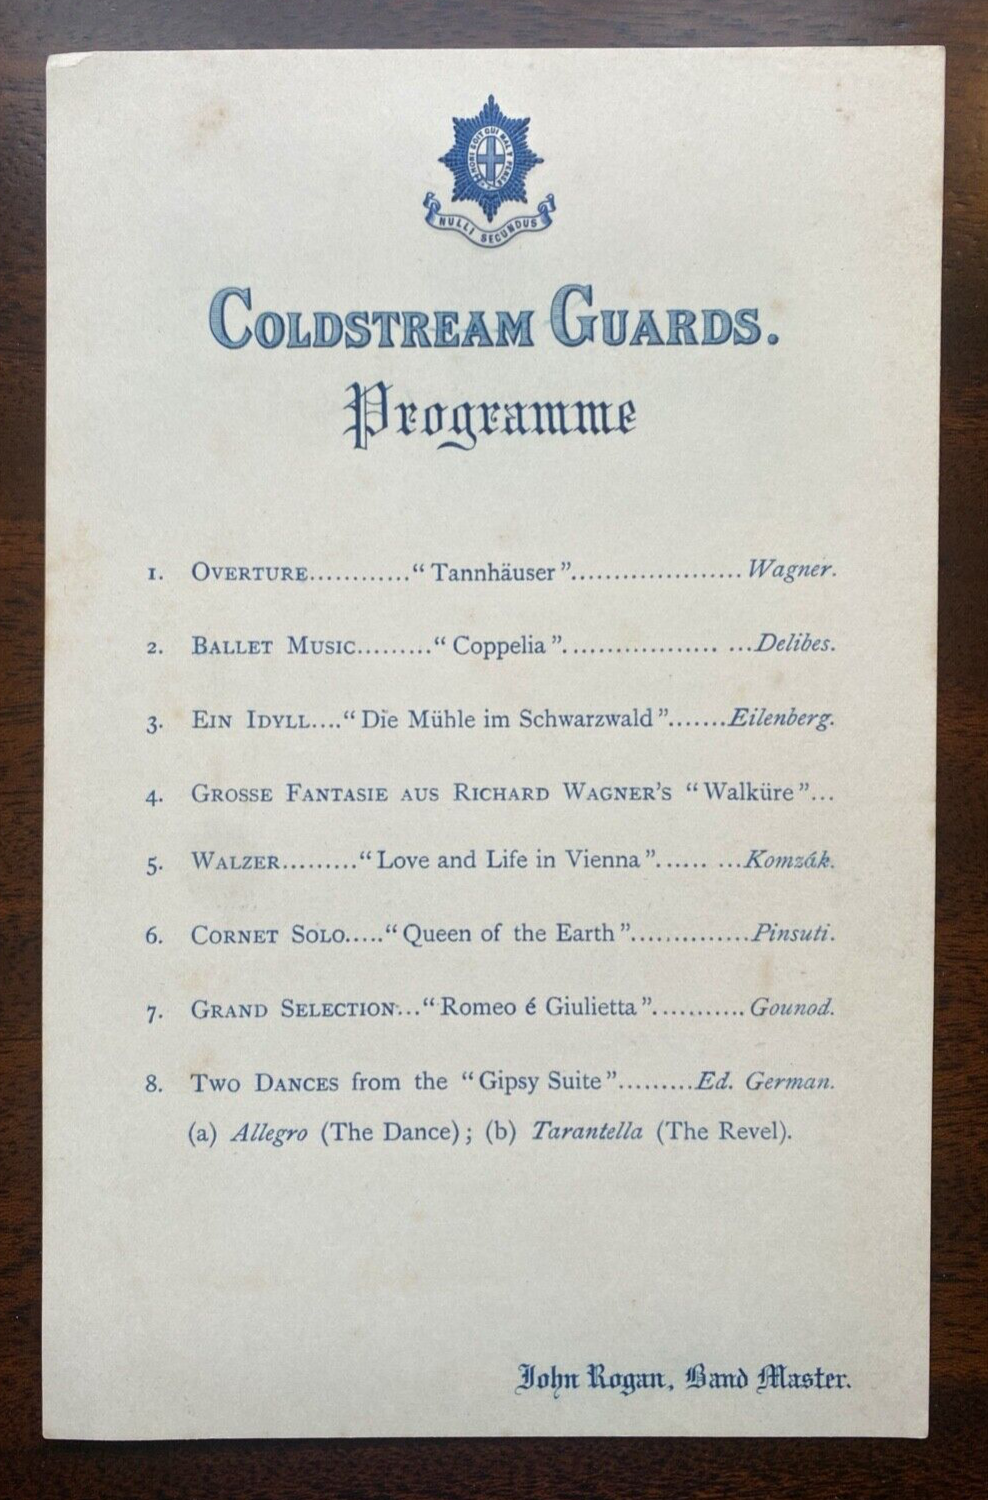 HONI SOIT QUI MAL Y PENSE
NULLI SECUNDUS
COLDSTREAM GUARDS.
Programme
1. OVERTURE............“ Tannhäuser ”..................... Wagner.
2. BALLET MUSIC.........“ Coppelia ”.................. ...Delibes.
3. EIN IDYLL....“ Die Mühle im Schwarzwald ”.......Eilenberg.
4. GROSSE FANTASIE AUS RICHARD WAGNER'S “ Walküre ”...
5. WALZER.........“ Love and Life in Vienna ”...... ...Komzák.
6. CORNET SOLO.....“ Queen of the Earth ”...............Pinsuti.
7. GRAND SELECTION...“ Romeo é Giulietta ”........... Gounod.
8. TWO DANCES from the “ Gipsy Suite ”.........Ed. German.
(a) Allegro (The Dance) ; (b) Tarantella (The Revel).
John Rogan, Band Master.